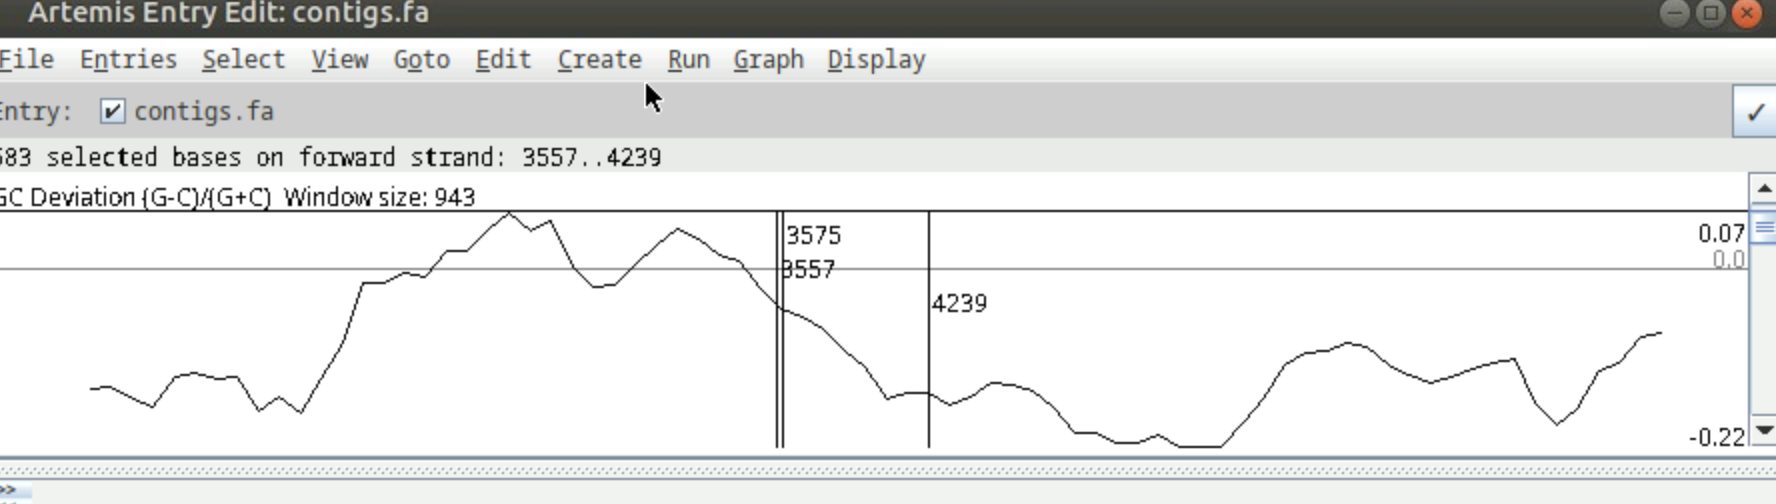 Artemis Entry Edit: contigs.fa
File Entries Select View Goto Edit Create Run Graph Display
Entry: contigs.fa
683 selected bases on forward strand: 3557..4239
GC Deviation (G-C)/(G+C) Window size: 943
3575
0.07
0.0
3557
4239
-0.22
>>